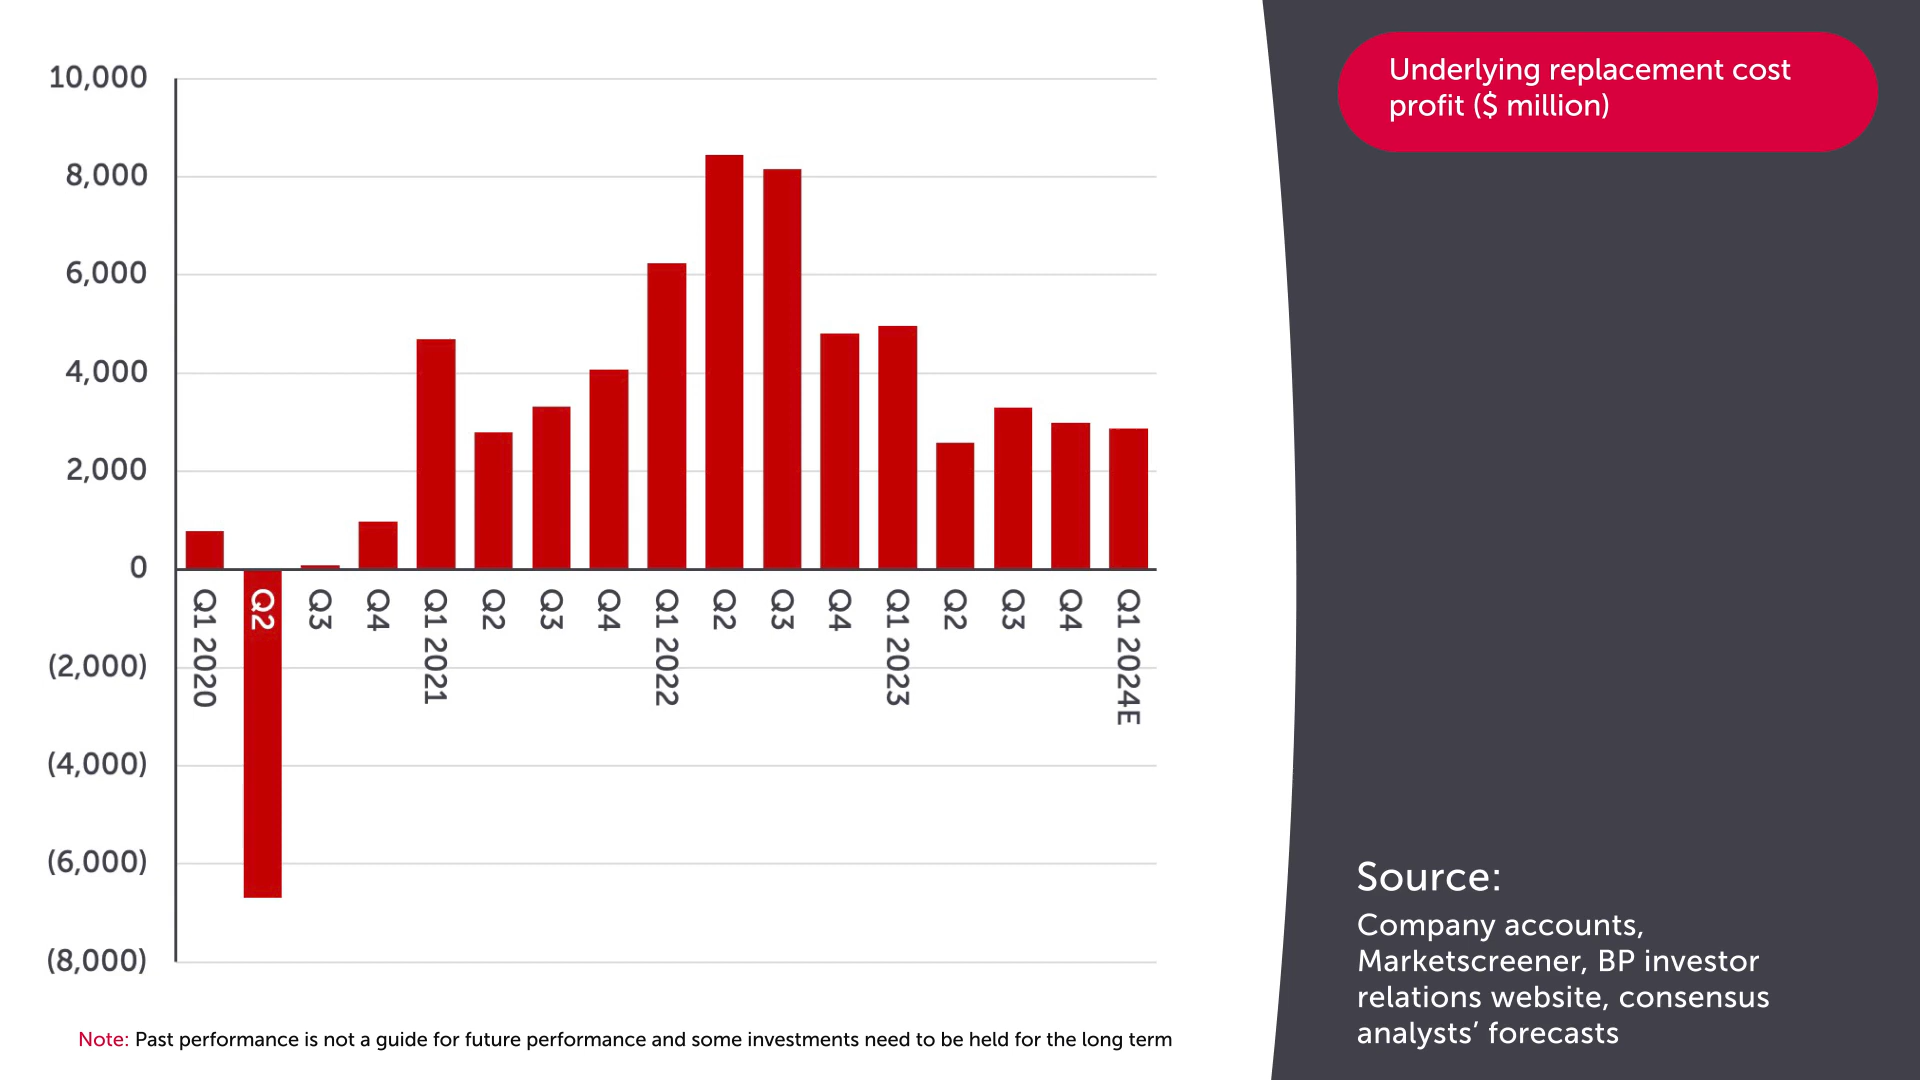 Underlying replacement cost
profit ($ million)
10,000
8,000
6,000
4,000
2,000
0
(2,000)
(4,000)
(6,000)
(8,000)
Q1 2020
Q2
Q3
Q4
Q1 2021
Q2
Q3
Q4
Q1 2022
Q2
Q3
Q4
Q1 2023
Q2
Q3
Q4
Q1 2024E
Note: Past performance is not a guide for future performance and some investments need to be held for the long term
Source:
Company accounts,
Marketscreener, BP investor
relations website, consensus
analysts’ forecasts